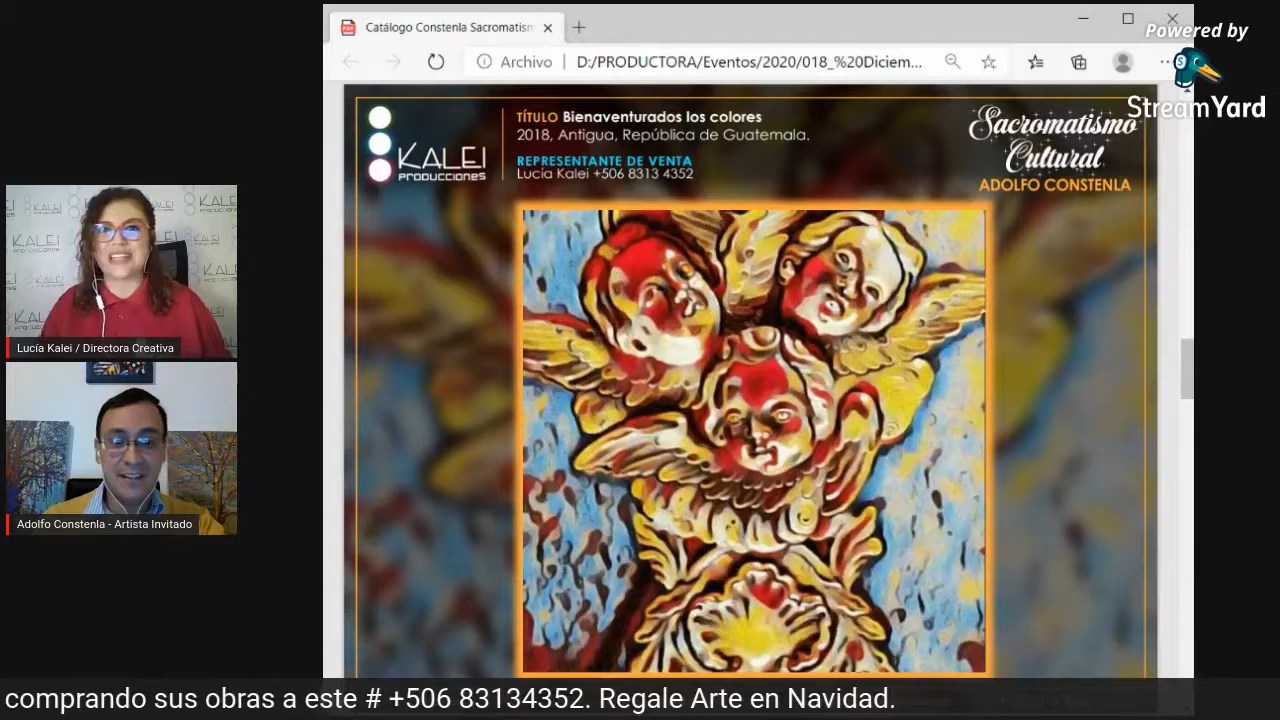 Catálogo Constenla Sacromatism
Archivo
D:/PRODUCTORA/Eventos/2020/018_%20Diciem...
Powered by
StreamYard
KALEI
PRODUCCIONES
TÍTULO Bienaventurados los colores
2018, Antigua, República de Guatemala.
REPRESENTANTE DE VENTA
Lucía Kalei +506 8313 4352
Sacromatismo
Cultural
ADOLFO CONSTENLA
KALEI
Lucía Kalei / Directora Creativa
Adolfo Constenla - Artista Invitado
comprando sus obras a este # +506 83134352. Regale Arte en Navidad.